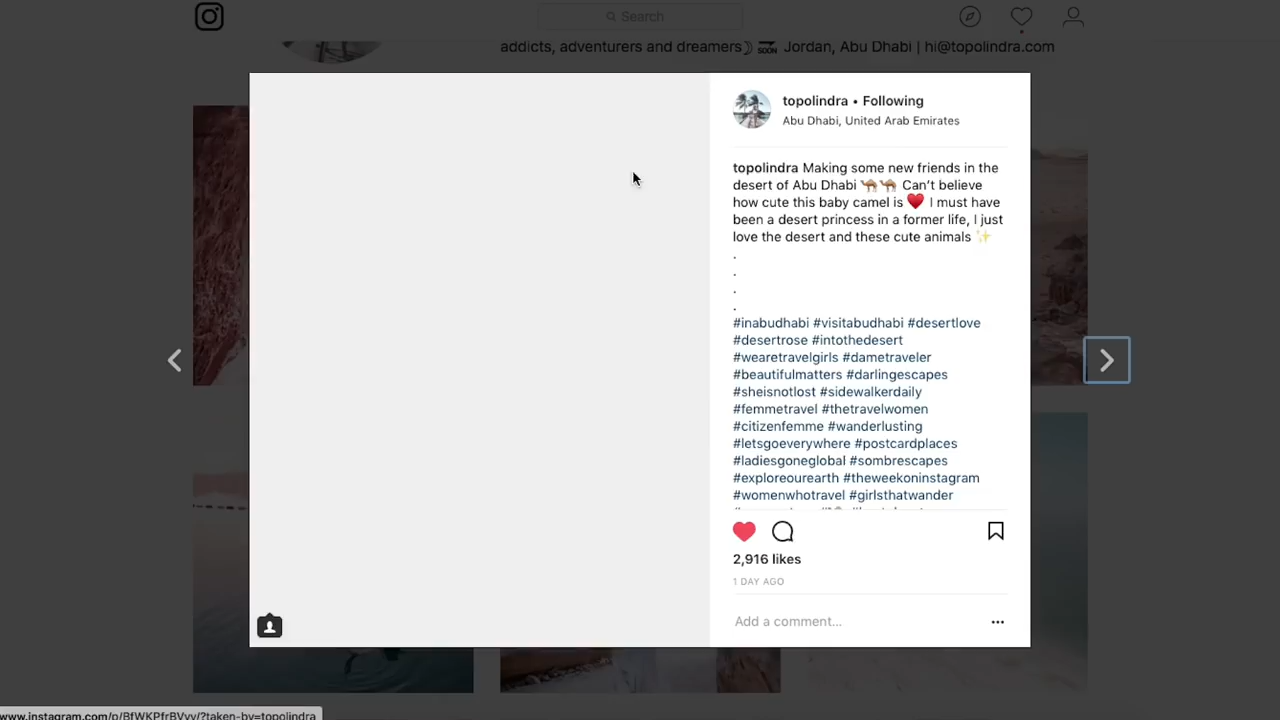 Search
addicts, adventurers and dreamers☽ 🔜 Jordan, Abu Dhabi | hi@topolindra.com
topolindra • Following
Abu Dhabi, United Arab Emirates
topolindra Making some new friends in the
desert of Abu Dhabi 🐪🐪 Can't believe
how cute this baby camel is ♥️ I must have
been a desert princess in a former life, I just
love the desert and these cute animals ✨
.
.
.
.
#inabudhabi #visitabudhabi #desertlove
#desertrose #intothedesert
#wearetravelgirls #dametraveler
#beautifulmatters #darlingescapes
#sheisnotlost #sidewalkerdaily
#femmetravel #thetravelwomen
#citizenfemme #wanderlusting
#letsgoeverywhere #postcardplaces
#ladiesgoneglobal #sombrescapes
#exploreourearth #theweekoninstagram
#womenwhotravel #girlsthatwander
2,916 likes
1 DAY AGO
Add a comment...
www.instagram.com/p/BfWKPfrBVyv/?taken-by=topolindra